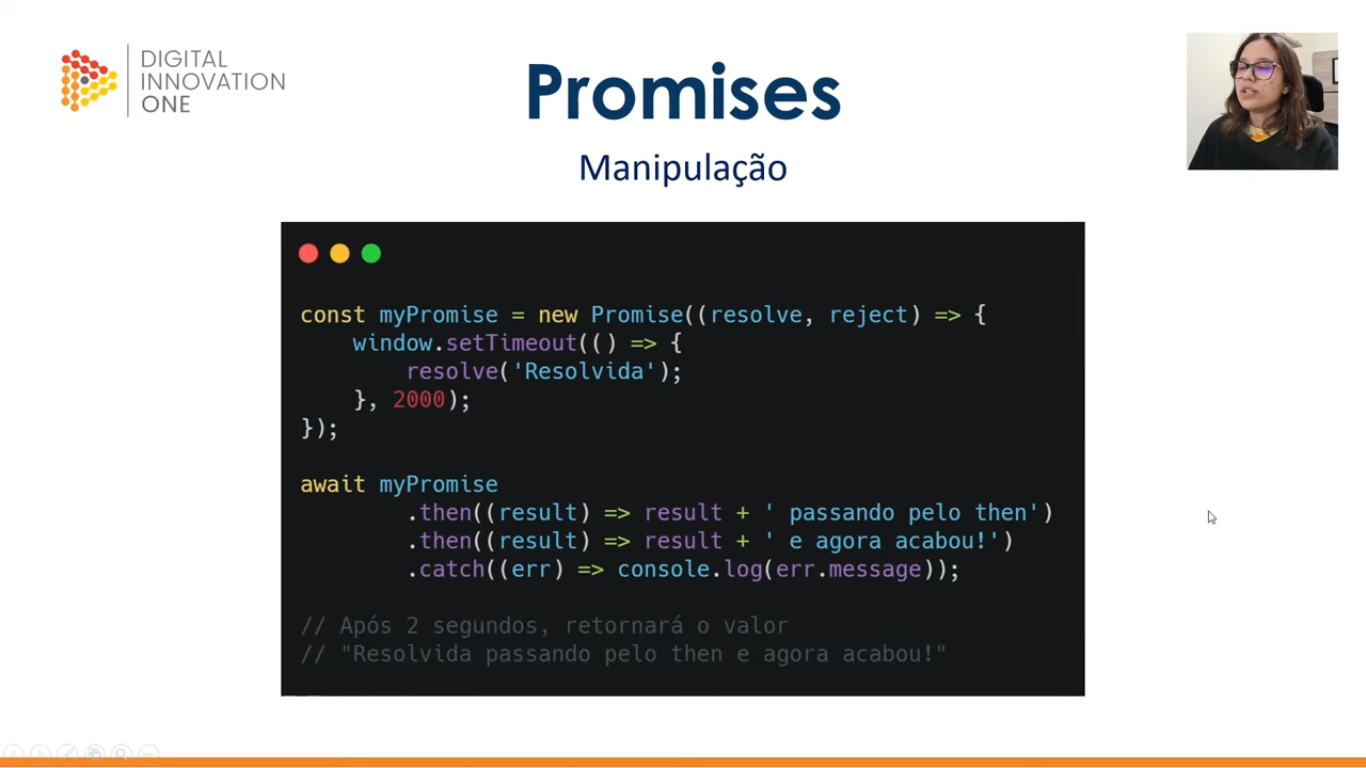 DIGITAL
INNOVATION
ONE
Promises
Manipulação
const myPromise = new Promise((resolve, reject) => {
    window.setTimeout(() => {
        resolve('Resolvida');
    }, 2000);
});
await myPromise
        .then((result) => result + ' passando pelo then')
        .then((result) => result + ' e agora acabou!')
        .catch((err) => console.log(err.message));
// Após 2 segundos, retornará o valor
// "Resolvida passando pelo then e agora acabou!"